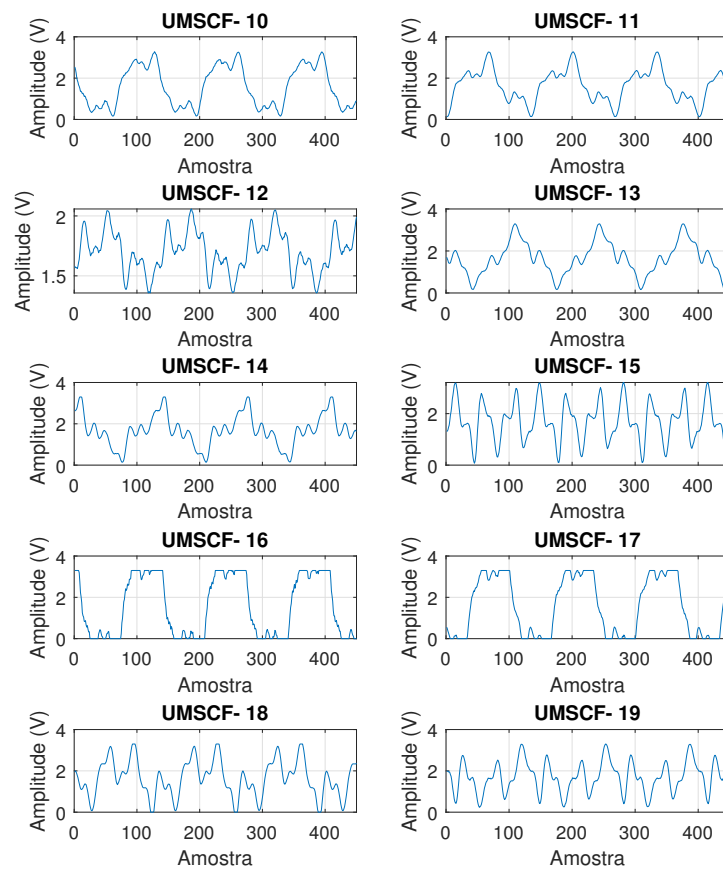 UMSCF- 10
Amplitude (V)
4
2
0
0 100 200 300 400
Amostra
UMSCF- 11
Amplitude (V)
4
2
0
0 100 200 300 400
Amostra
UMSCF- 12
Amplitude (V)
2
1.5
0 100 200 300 400
Amostra
UMSCF- 13
Amplitude (V)
4
2
0
0 100 200 300 400
Amostra
UMSCF- 14
Amplitude (V)
4
2
0
0 100 200 300 400
Amostra
UMSCF- 15
Amplitude (V)
2
0
0 100 200 300 400
Amostra
UMSCF- 16
Amplitude (V)
4
2
0
0 100 200 300 400
Amostra
UMSCF- 17
Amplitude (V)
4
2
0
0 100 200 300 400
Amostra
UMSCF- 18
Amplitude (V)
4
2
0
0 100 200 300 400
Amostra
UMSCF- 19
Amplitude (V)
4
2
0
0 100 200 300 400
Amostra